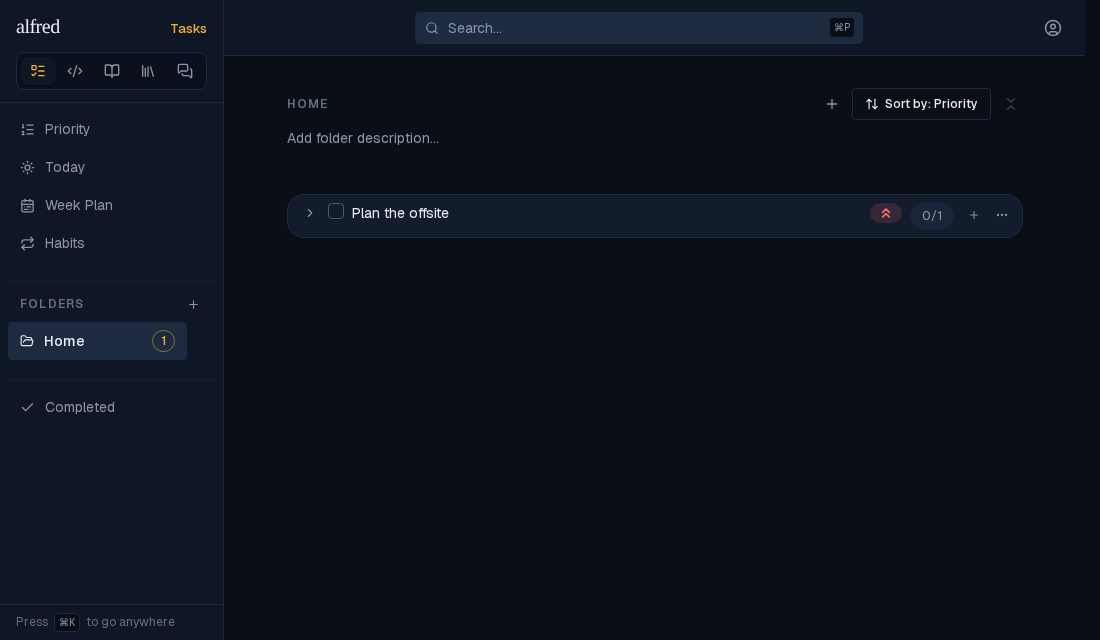 alfred
Tasks
Search...
⌘P
Priority
Today
Week Plan
Habits
FOLDERS
Home
1
Completed
Press ⌘K to go anywhere
HOME
Sort by: Priority
Add folder description...
Plan the offsite
0/1